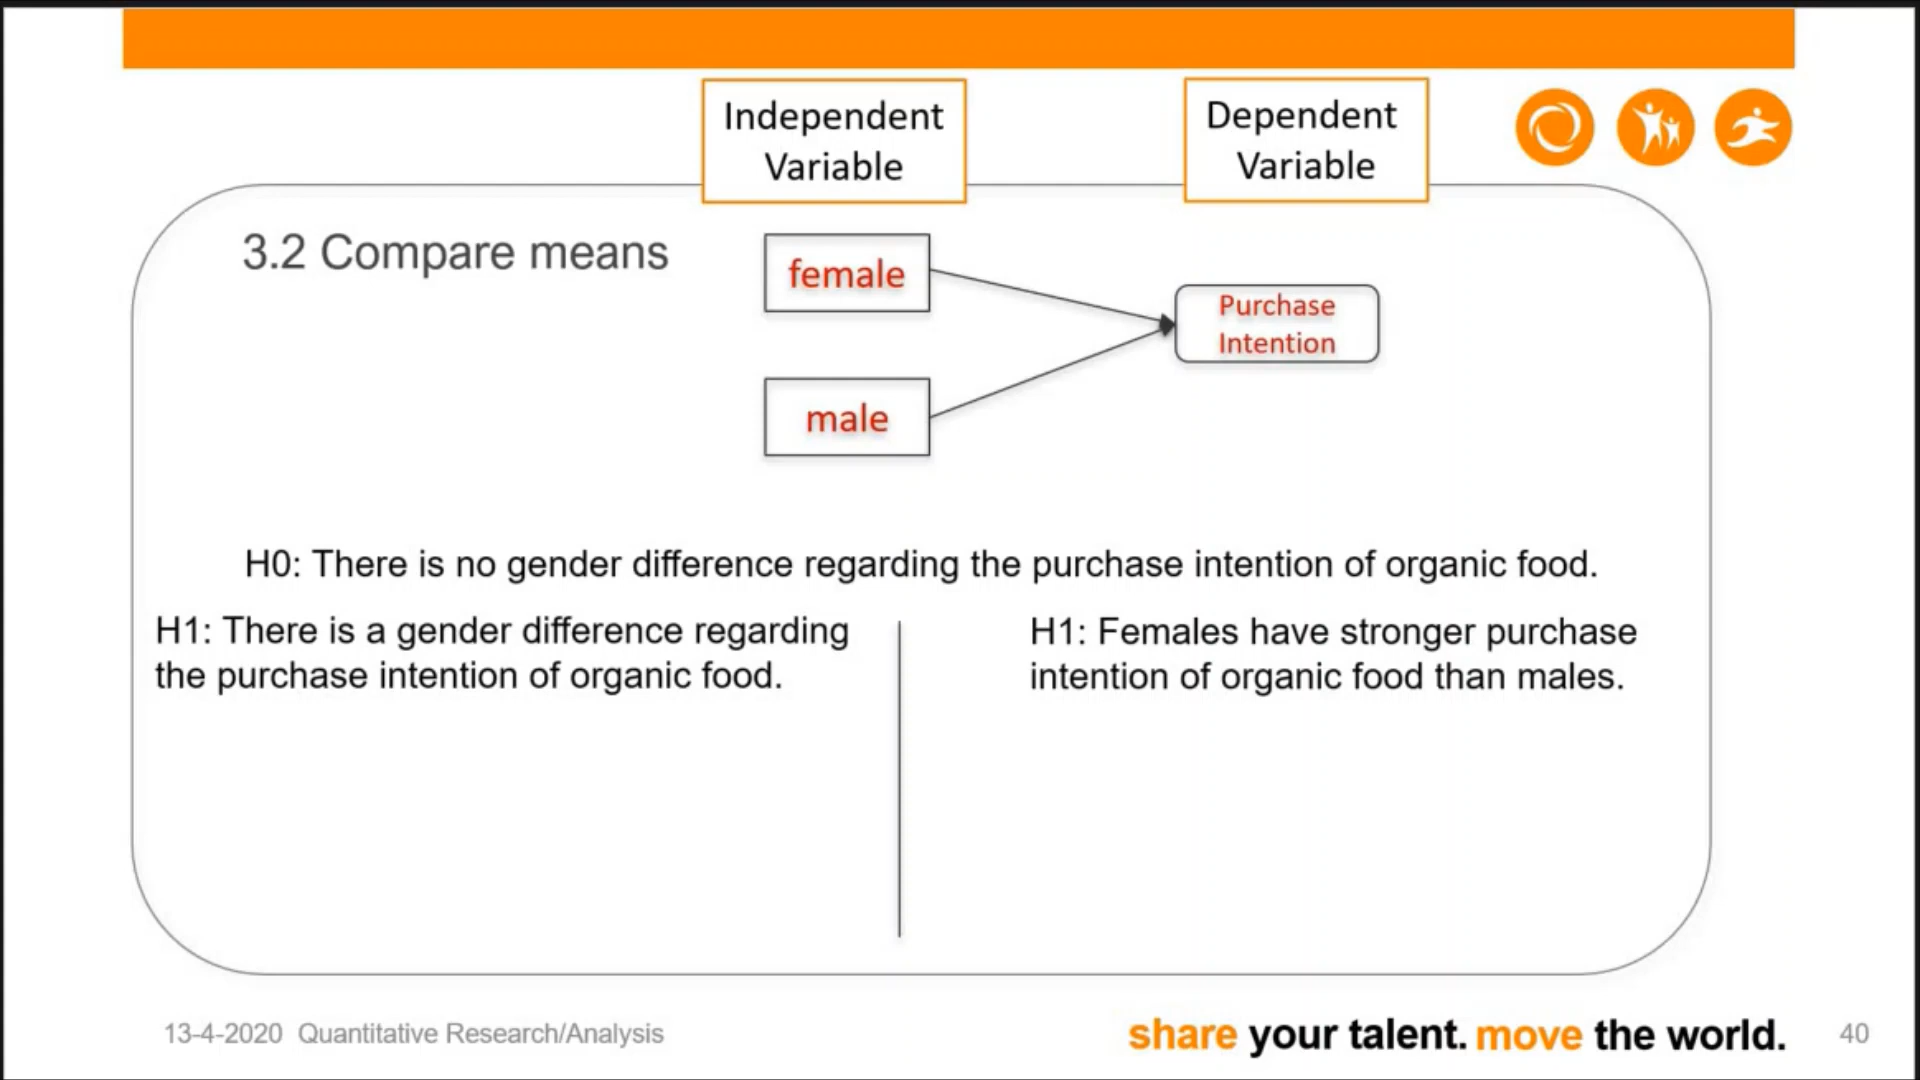 Independent
Variable
Dependent
Variable
3.2 Compare means
female
Purchase
Intention
male
H0: There is no gender difference regarding the purchase intention of organic food.
H1: There is a gender difference regarding
the purchase intention of organic food.
H1: Females have stronger purchase
intention of organic food than males.
13-4-2020 Quantitative Research/Analysis
share your talent. move the world.
40